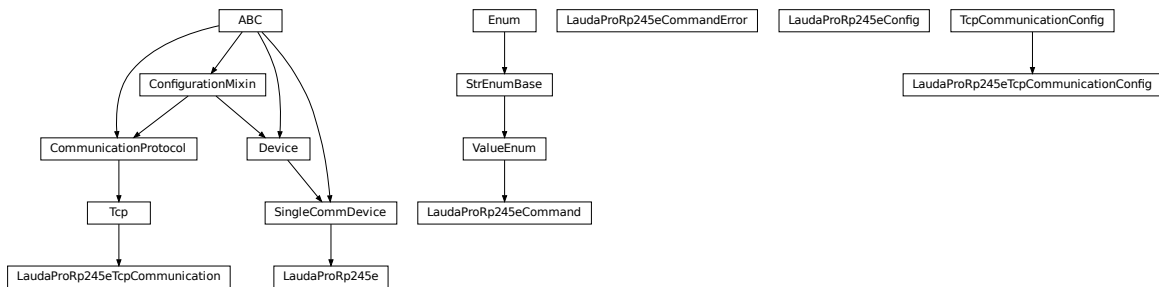 ABC
Enum
LaudaProRp245eCommandError
LaudaProRp245eConfig
TcpCommunicationConfig
ConfigurationMixin
StrEnumBase
LaudaProRp245eTcpCommunicationConfig
CommunicationProtocol
Device
ValueEnum
Tcp
SingleCommDevice
LaudaProRp245eCommand
LaudaProRp245eTcpCommunication
LaudaProRp245e